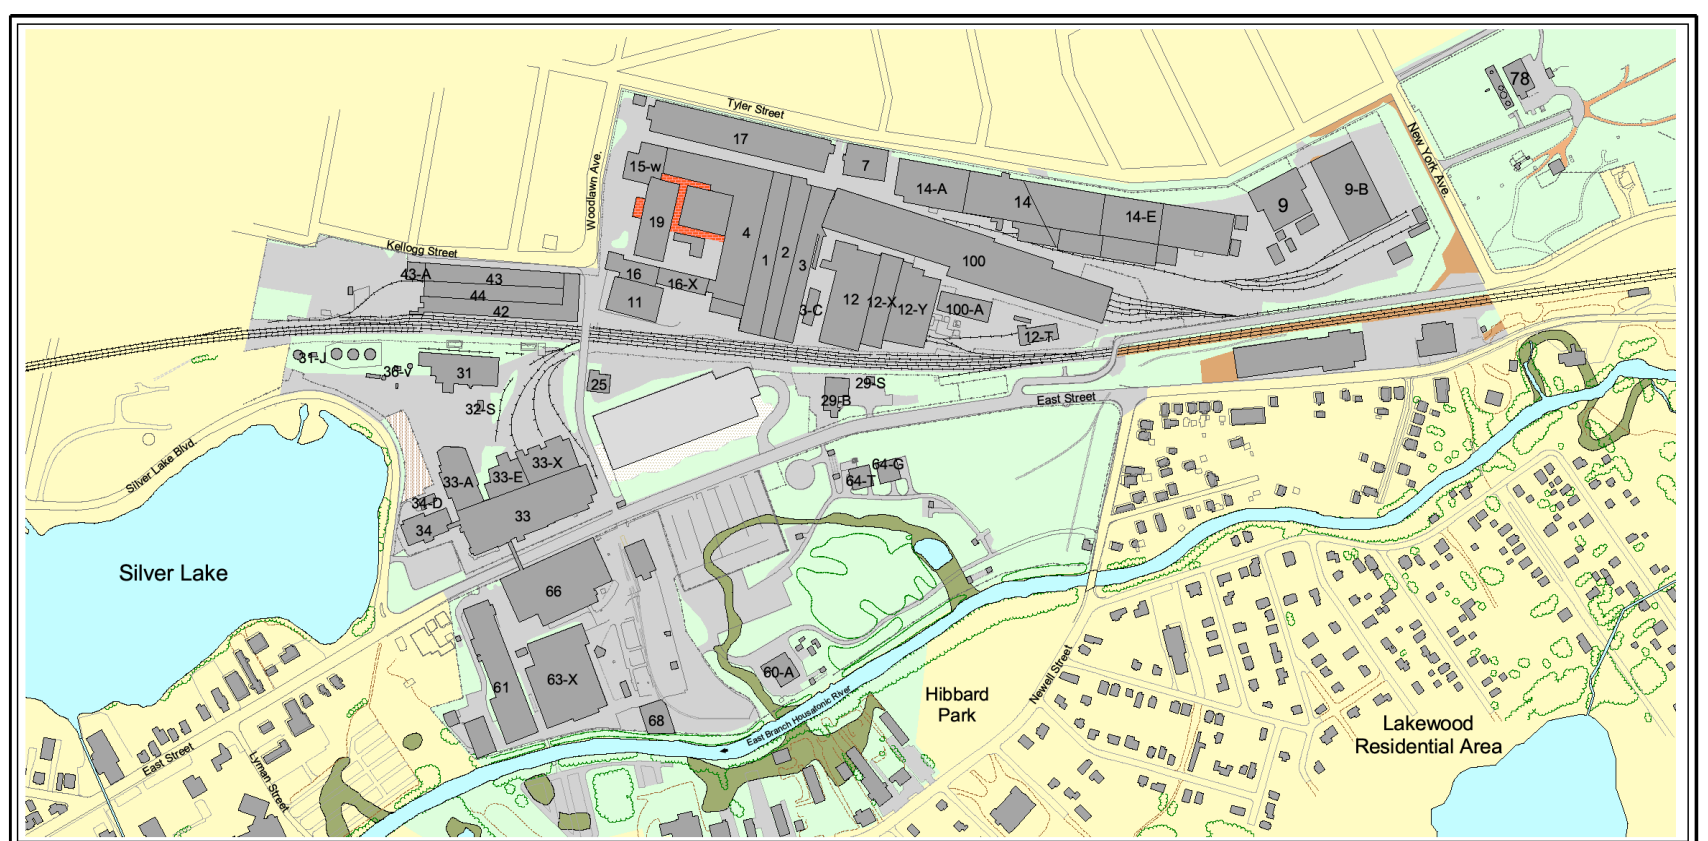 78
Tyler Street
17
New York Ave.
7
15-w
Woodlawn Ave.
14-A
14
14-E
9
9-B
19
4
1
2
3
100
Kellogg Street
43-A
43
44
42
16
16-X
11
3-C
12
12-X
12-Y
100-A
12-T
31-J
36-V
31
32-S
25
29-S
29-B
East Street
Silver Lake Blvd.
33-X
33-E
33-A
34-D
34
33
64-G
64-T
Silver Lake
66
61
63-X
60-A
68
East Branch Housatonic River
Newell Street
Hibbard
Park
Lakewood
Residential Area
East Street
Lyman Street